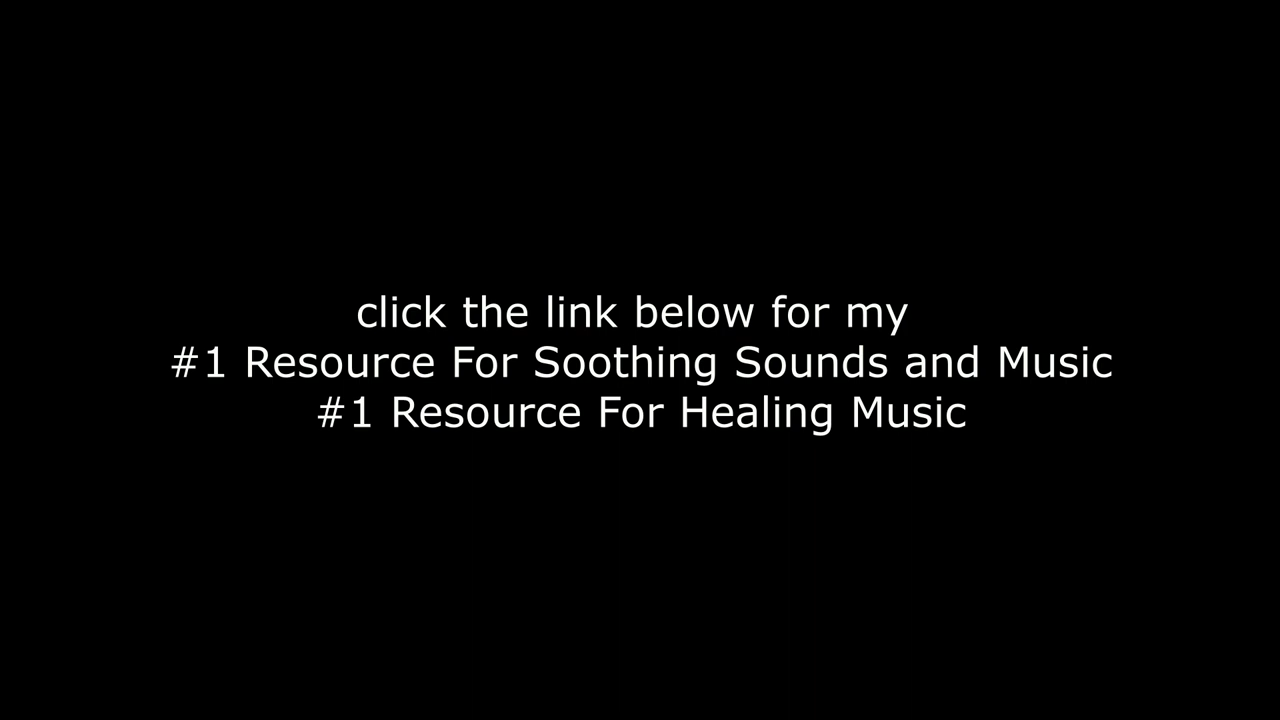 click the link below for my
#1 Resource For Soothing Sounds and Music
#1 Resource For Healing Music